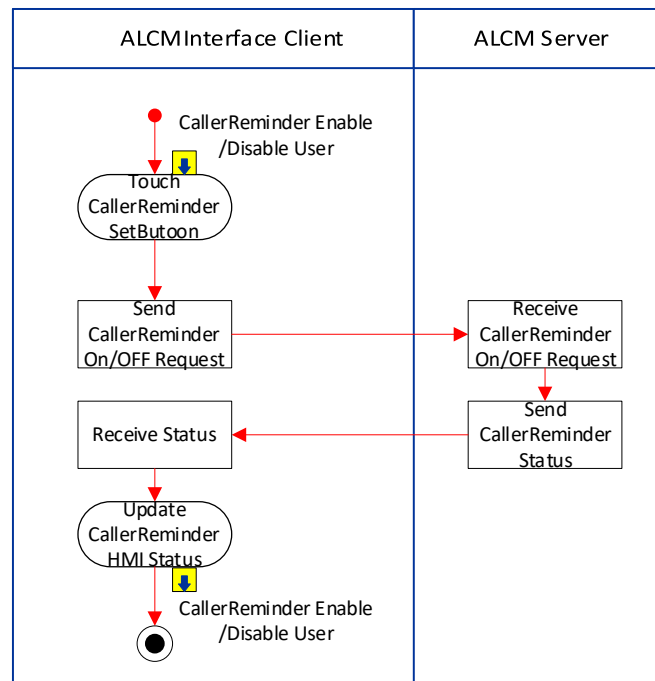 ALCMInterface Client
ALCM Server
CallerReminder Enable
/Disable User
Touch
CallerReminder
SetButoon
Send
CallerReminder
On/OFF Request
Receive
CallerReminder
On/OFF Request
Receive Status
Send
CallerReminder
Status
Update
CallerReminder
HMI Status
CallerReminder Enable
/Disable User